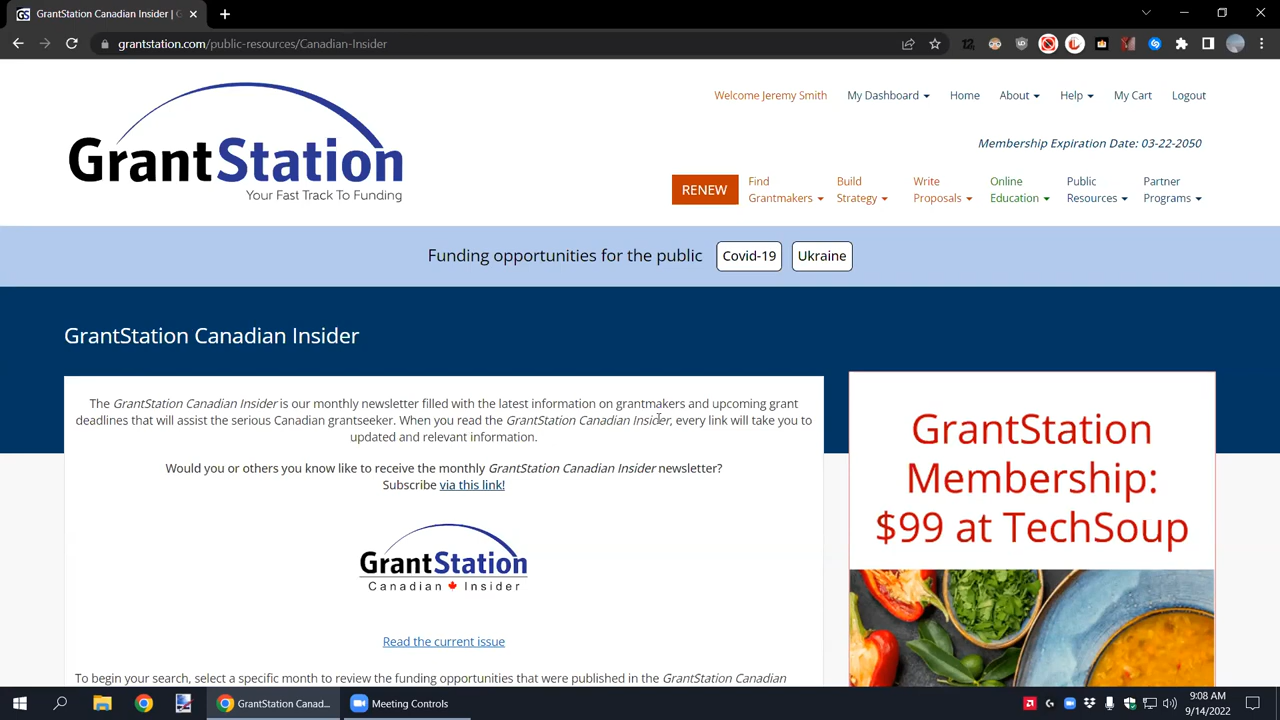 GrantStation Canadian Insider |
grantstation.com/public-resources/Canadian-Insider
Welcome Jeremy Smith My Dashboard Home About Help My Cart Logout
GrantStation
Your Fast Track To Funding
Membership Expiration Date: 03-22-2050
RENEW
Find Grantmakers
Build Strategy
Write Proposals
Online Education
Public Resources
Partner Programs
Funding opportunities for the public Covid-19 Ukraine
GrantStation Canadian Insider
The GrantStation Canadian Insider is our monthly newsletter filled with the latest information on grantmakers and upcoming grant
deadlines that will assist the serious Canadian grantseeker. When you read the GrantStation Canadian Insider, every link will take you to
updated and relevant information.
Would you or others you know like to receive the monthly GrantStation Canadian Insider newsletter?
Subscribe via this link!
GrantStation
Canadian Insider
Read the current issue
To begin your search, select a specific month to review the funding opportunities that were published in the GrantStation Canadian
GrantStation
Membership:
$99 at TechSoup
GrantStation Canad...
Meeting Controls
9:08 AM
9/14/2022